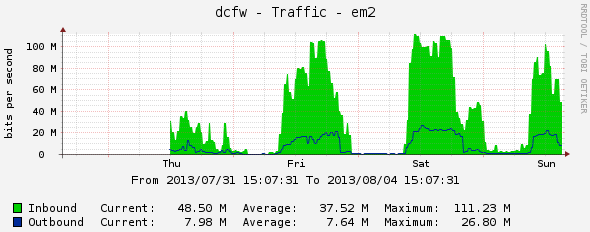 dcfw - Traffic - em2
RRDTOOL / TOBI OETIKER
bits per second
100 M
80 M
60 M
40 M
20 M
0
Thu Fri Sat Sun
From 2013/07/31 15:07:31 To 2013/08/04 15:07:31
Inbound Current: 48.50 M Average: 37.52 M Maximum: 111.23 M
Outbound Current: 7.98 M Average: 7.64 M Maximum: 26.80 M